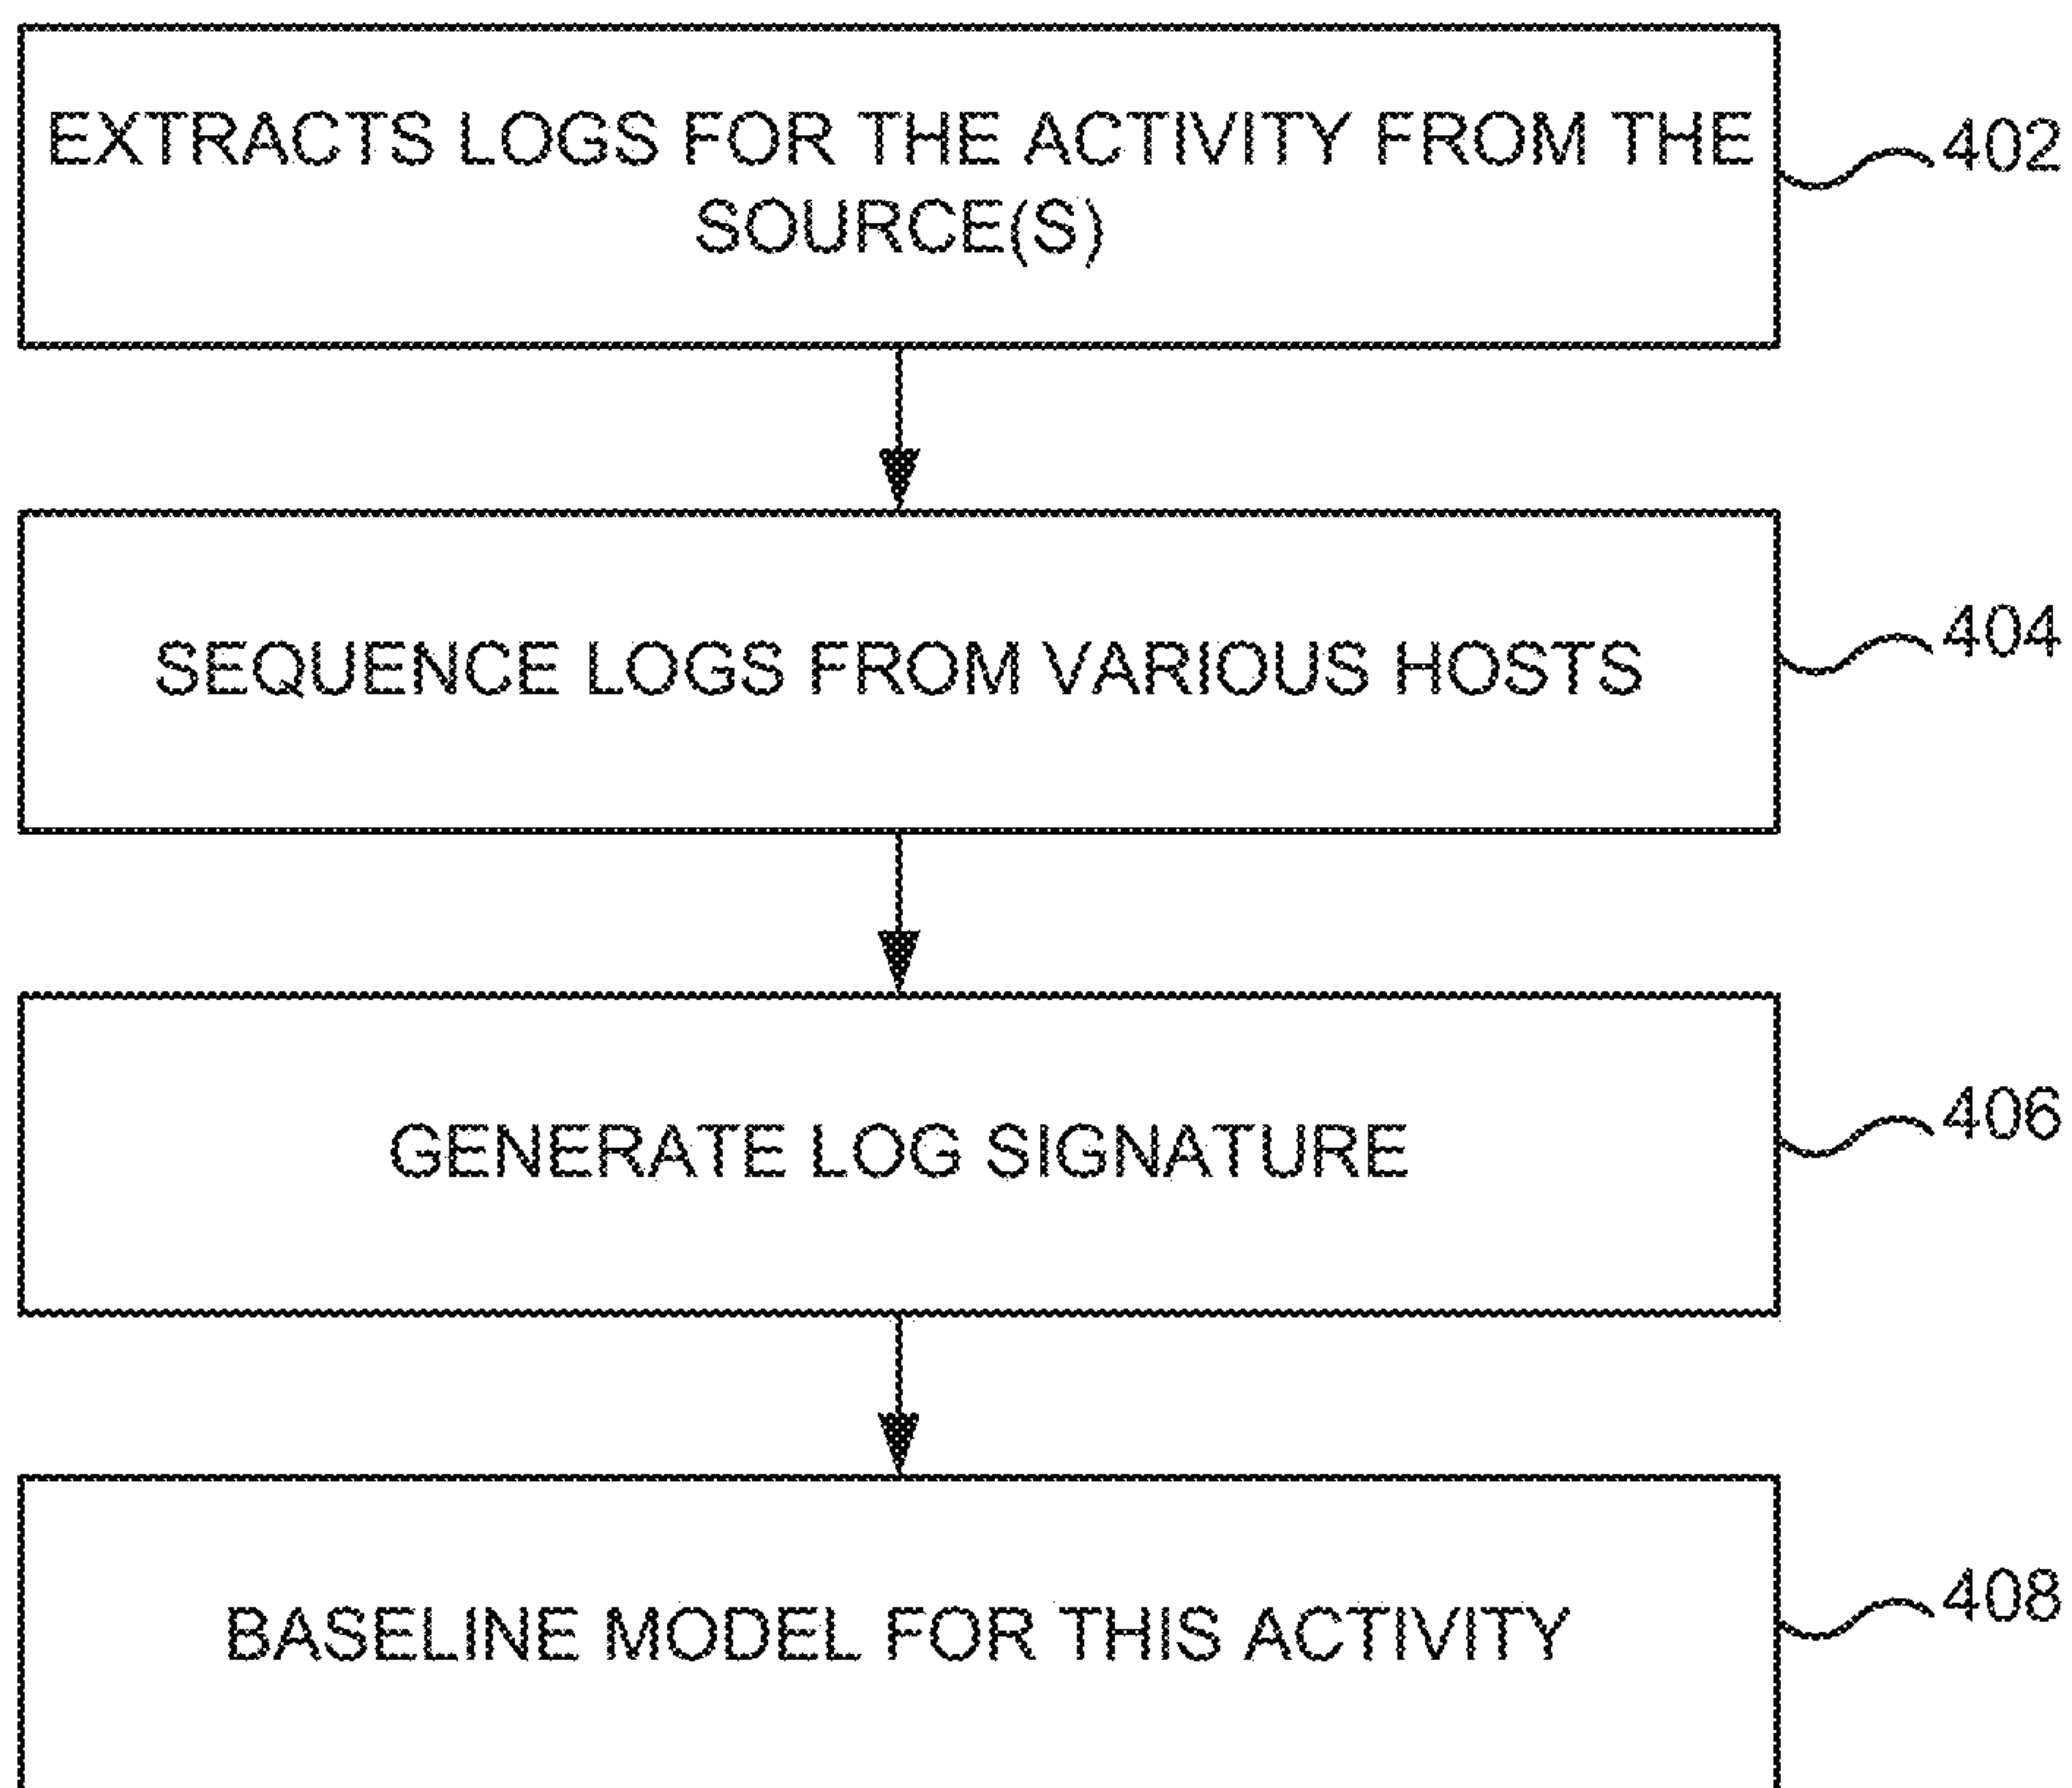 EXTRACTS LOGS FOR THE ACTIVITY FROM THE
SOURCE(S)
402
SEQUENCE LOGS FROM VARIOUS HOSTS
404
GENERATE LOG SIGNATURE
406
BASELINE MODEL FOR THIS ACTIVITY
408